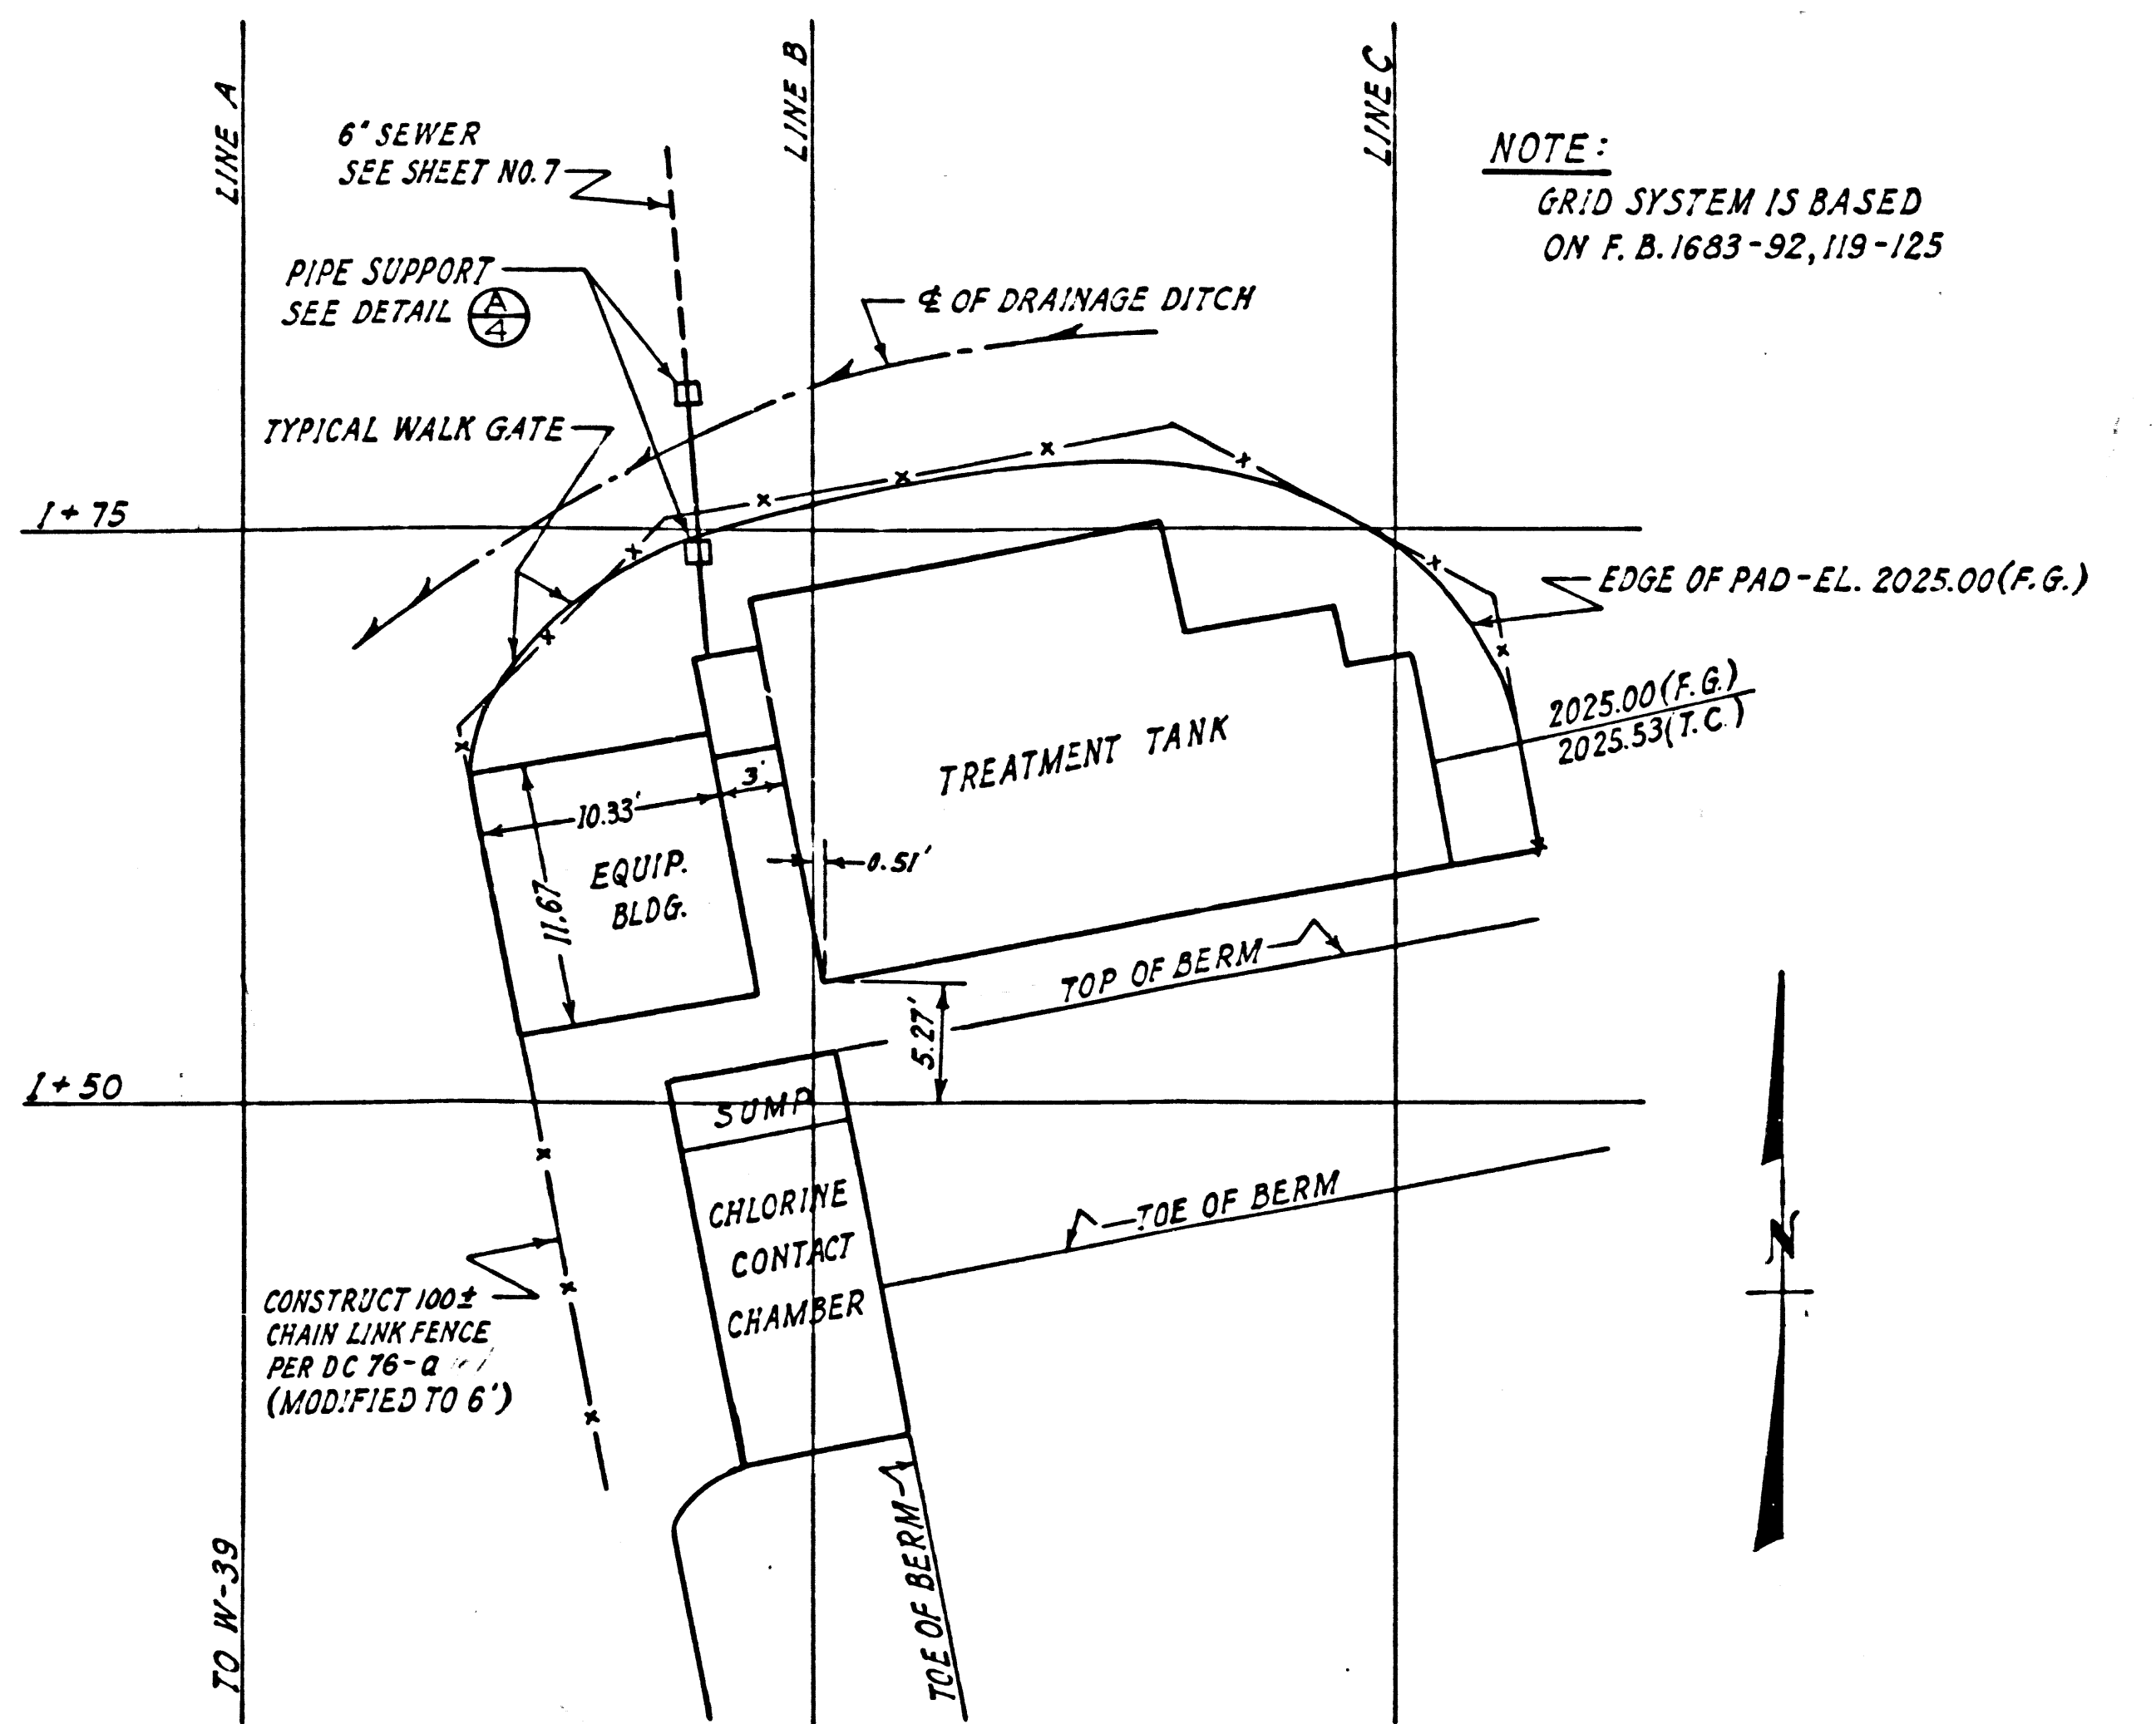 LINE A
LINE B
LINE C
6" SEWER
SEE SHEET NO. 7
NOTE:
GRID SYSTEM IS BASED
ON F. B. 1683-92, 119-125
PIPE SUPPORT
SEE DETAIL A/4
℄ OF DRAINAGE DITCH
TYPICAL WALK GATE
1+75
EDGE OF PAD-EL. 2025.00 (F.G.)
2025.00 (F.G.)
2025.53 (T.C.)
TREATMENT TANK
3'
10.33'
11.67
EQUIP.
BLDG.
0.51'
TOP OF BERM
5.27'
1+50
SUMP
CHLORINE
CONTACT
CHAMBER
TOE OF BERM
N
CONSTRUCT 100±
CHAIN LINK FENCE
PER DC 76-a
(MODIFIED TO 6')
TO W-39
TOE OF BERM